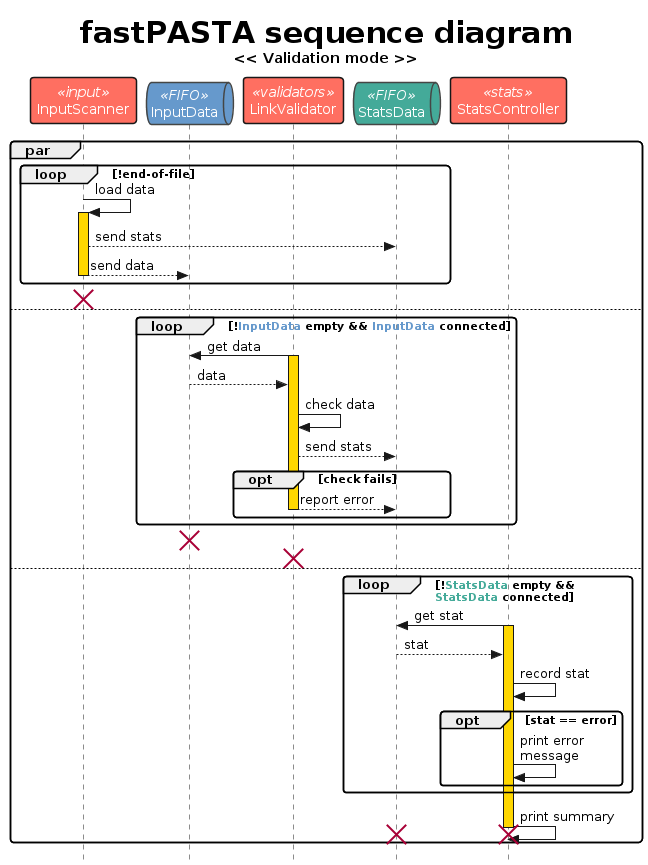 fastPASTA sequence diagram
<< Validation mode >>
«input»
InputScanner
«FIFO»
InputData
«validators»
LinkValidator
«FIFO»
StatsData
«stats»
StatsController
par
loop [!end-of-file]
load data
send stats
send data
loop [!InputData empty && InputData connected]
get data
data
check data
send stats
opt [check fails]
report error
loop [!StatsData empty &&
StatsData connected]
get stat
stat
record stat
opt [stat == error]
print error
message
print summary